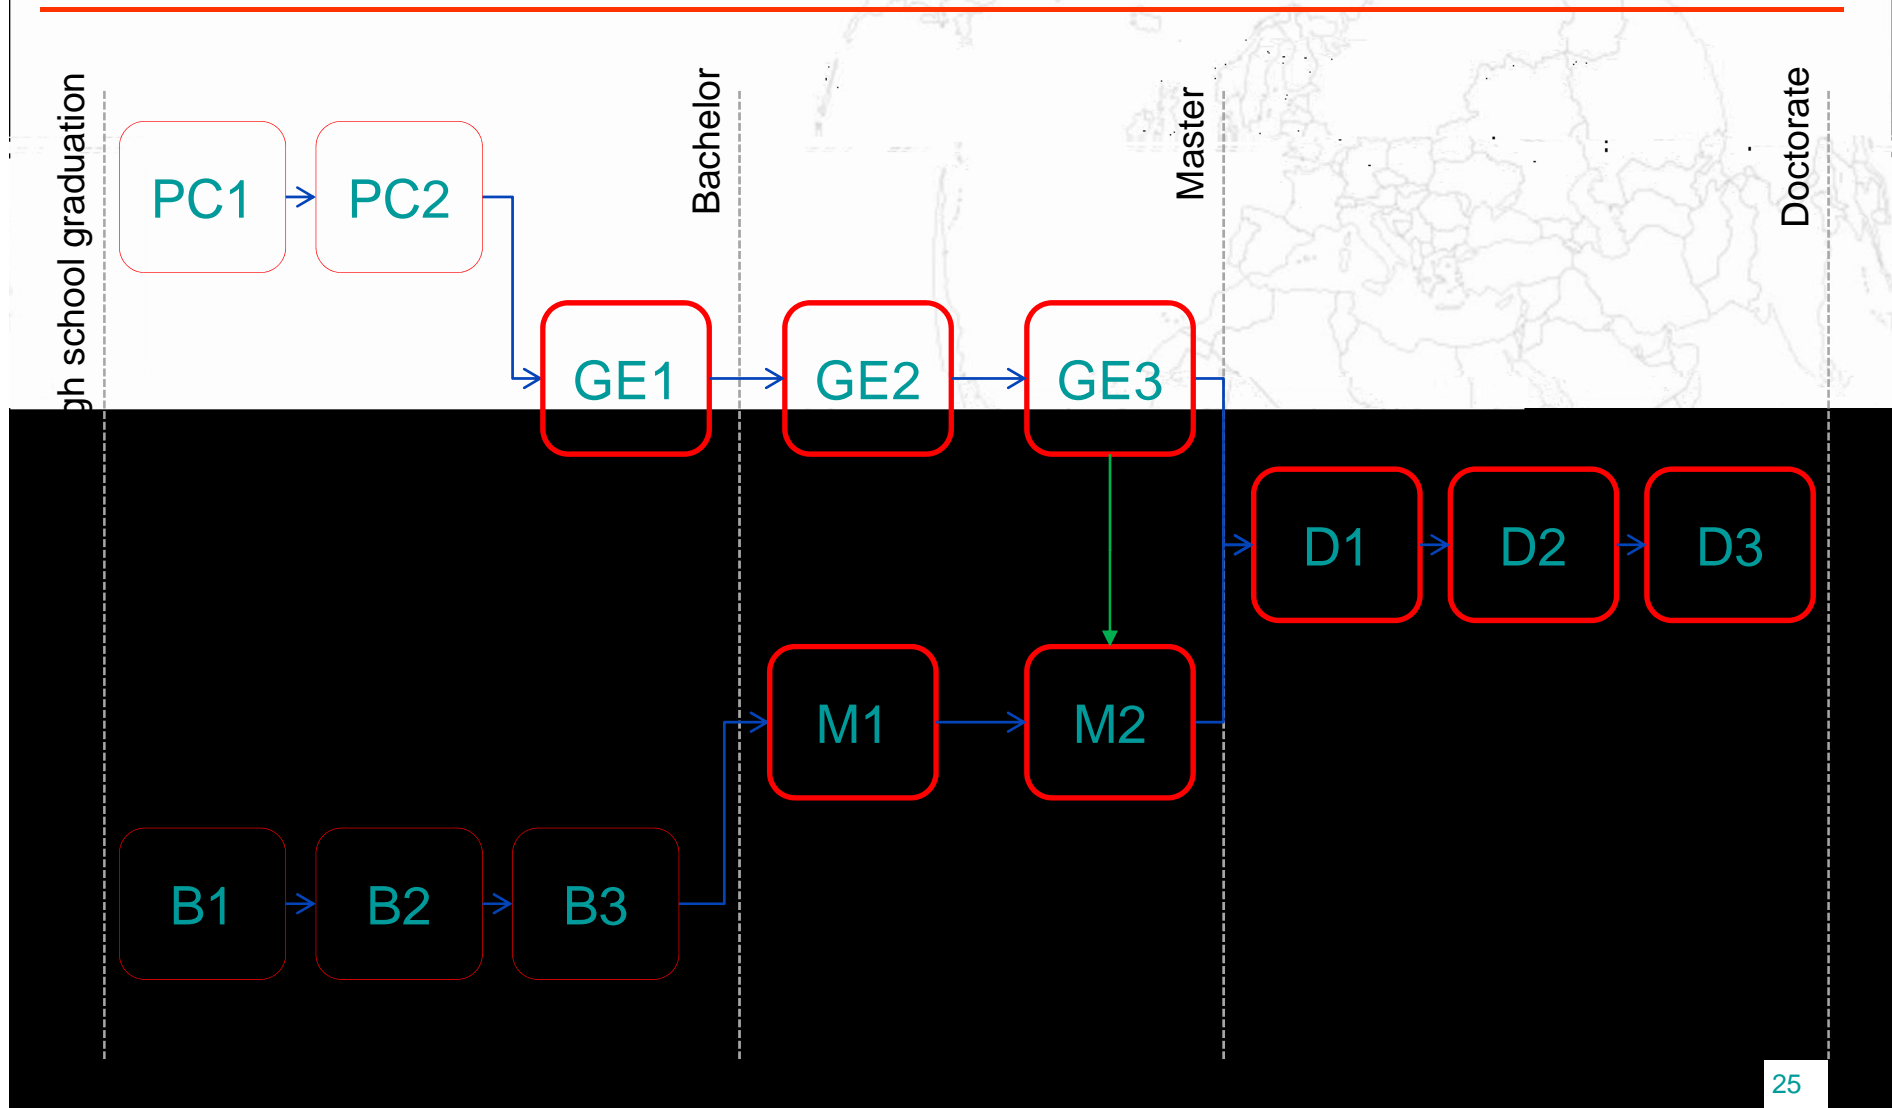 gh school graduation
Bachelor
Master
Doctorate
PC1
PC2
GE1
GE2
GE3
D1
D2
D3
M1
M2
B1
B2
B3
25